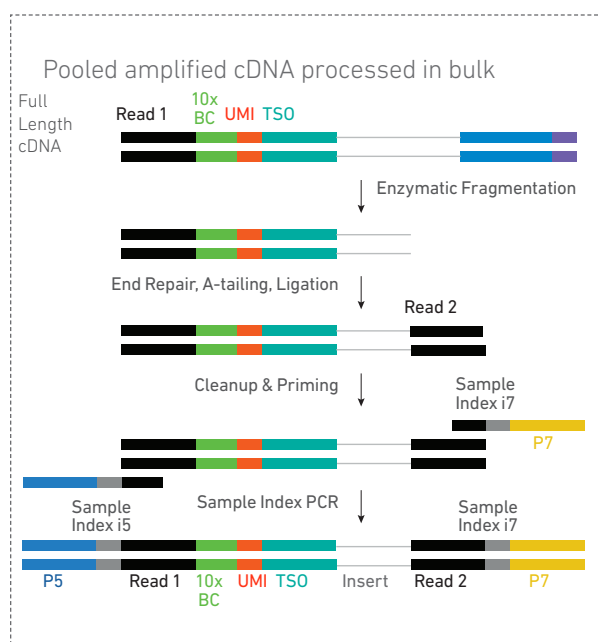 Pooled amplified cDNA processed in bulk
Full
Length
cDNA
Read 1
10x
BC
UMI
TSO
Enzymatic Fragmentation
End Repair, A-tailing, Ligation
Read 2
Cleanup & Priming
Sample
Index i7
P7
Sample Index PCR
Sample
Index i5
Sample
Index i7
P5
Read 1
10x
BC
UMI
TSO
Insert
Read 2
P7